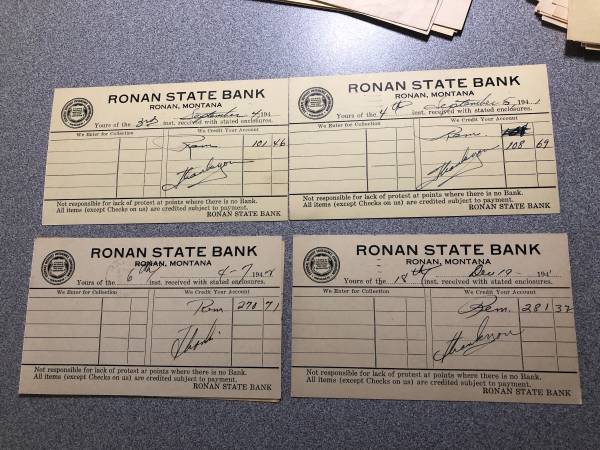 RONAN STATE BANK
RONAN, MONTANA
September 4, 194
Yours of the 3rd inst. received with stated enclosures.
We Enter for Collection We Credit Your Account
Rem 101 46
Thankyou
Not responsible for lack of protest at points where there is no Bank.
All items (except Checks on us) are credited subject to payment.
RONAN STATE BANK
RONAN STATE BANK
RONAN, MONTANA
September 5, 194
Yours of the 4th inst. received with stated enclosures.
We Enter for Collection We Credit Your Account
Rem.
108 69
Thankyou
Not responsible for lack of protest at points where there is no Bank.
All items (except Checks on us) are credited subject to payment.
RONAN STATE BANK
RONAN STATE BANK
RONAN, MONTANA
4-7 194
Yours of the 6th inst. received with stated enclosures.
We Enter for Collection We Credit Your Account
Rem 270 71
Thank
Not responsible for lack of protest at points where there is no Bank.
All items (except Checks on us) are credited subject to payment.
RONAN STATE BANK
RONAN STATE BANK
RONAN, MONTANA
Dec 19 194
Yours of the 18th inst. received with stated enclosures.
We Enter for Collection We Credit Your Account
Rem. 281 32
Thankyou
Not responsible for lack of protest at points where there is no Bank.
All items (except Checks on us) are credited subject to payment.
RONAN STATE BANK